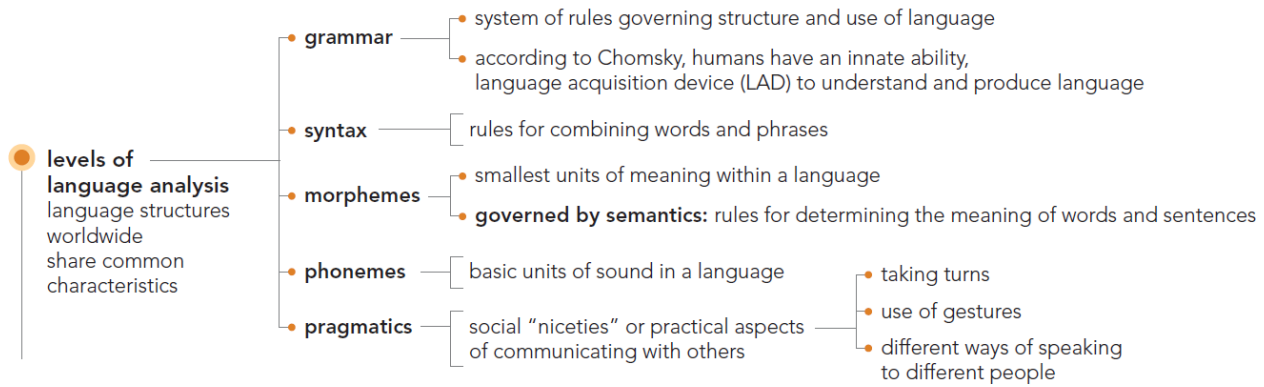 levels of
language analysis
language structures
worldwide
share common
characteristics
grammar
system of rules governing structure and use of language
according to Chomsky, humans have an innate ability,
language acquisition device (LAD) to understand and produce language
syntax
rules for combining words and phrases
morphemes
smallest units of meaning within a language
governed by semantics: rules for determining the meaning of words and sentences
phonemes
basic units of sound in a language
pragmatics
social “niceties” or practical aspects
of communicating with others
taking turns
use of gestures
different ways of speaking
to different people